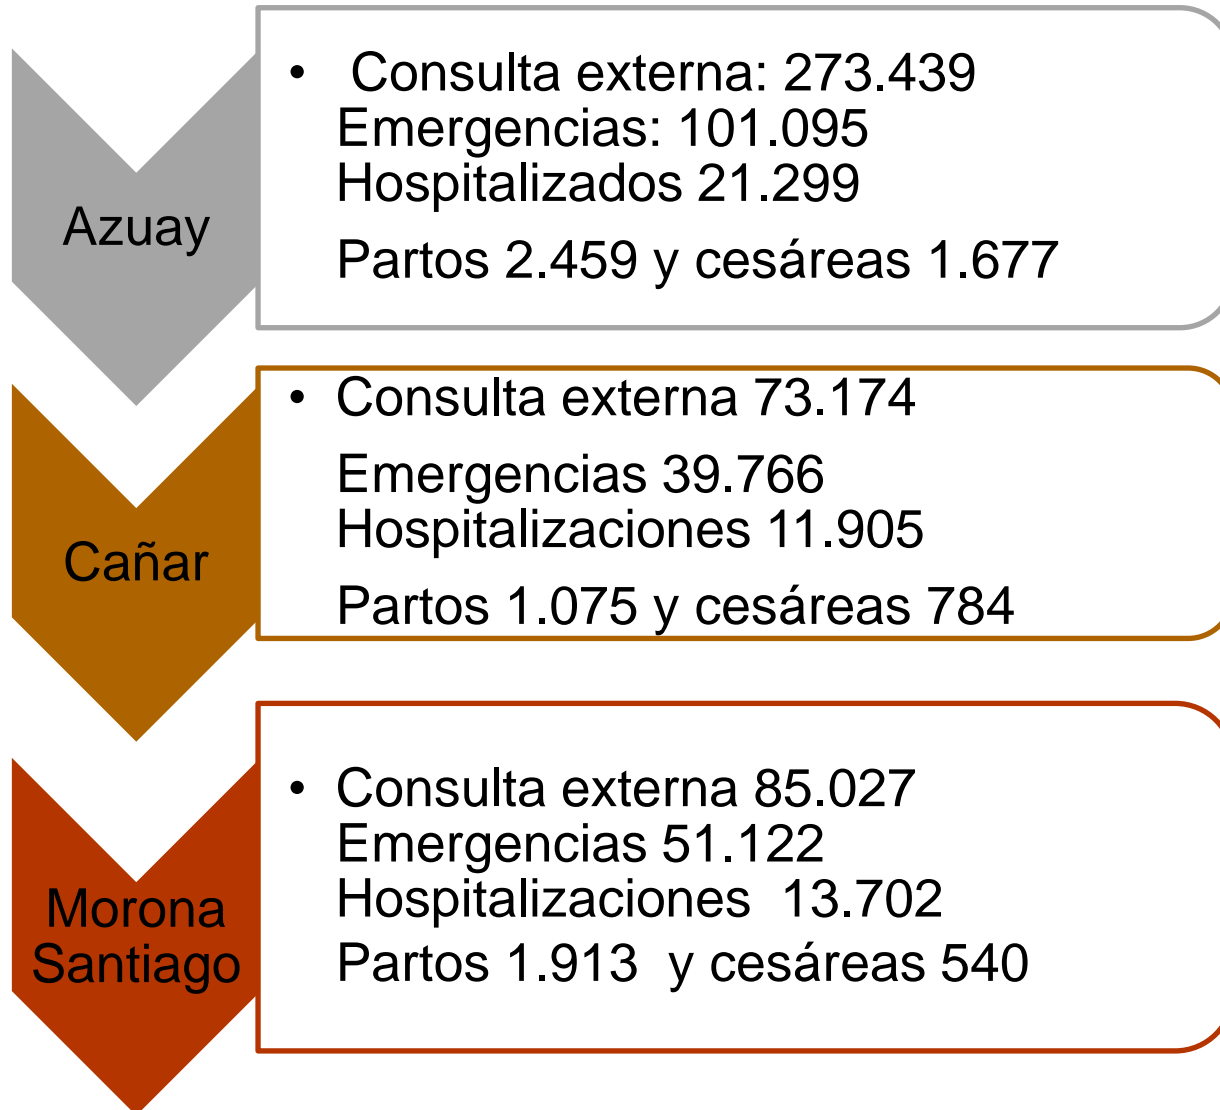 Azuay
• Consulta externa: 273.439
Emergencias: 101.095
Hospitalizados 21.299
Partos 2.459 y cesáreas 1.677
Cañar
• Consulta externa 73.174
Emergencias 39.766
Hospitalizaciones 11.905
Partos 1.075 y cesáreas 784
Morona
Santiago
• Consulta externa 85.027
Emergencias 51.122
Hospitalizaciones 13.702
Partos 1.913 y cesáreas 540